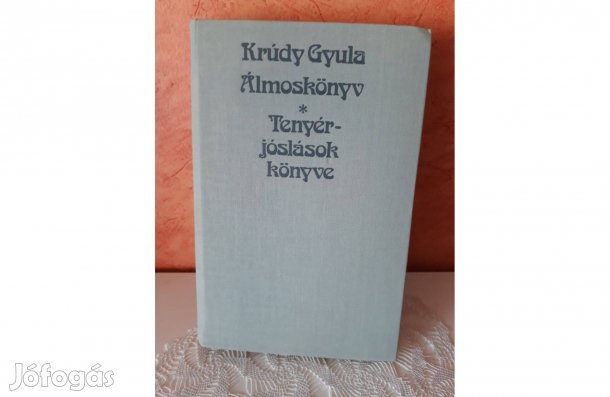 Krúdy Gyula
Álmoskönyv
*
Tenyér-
jóslások
könyve
Jófogás